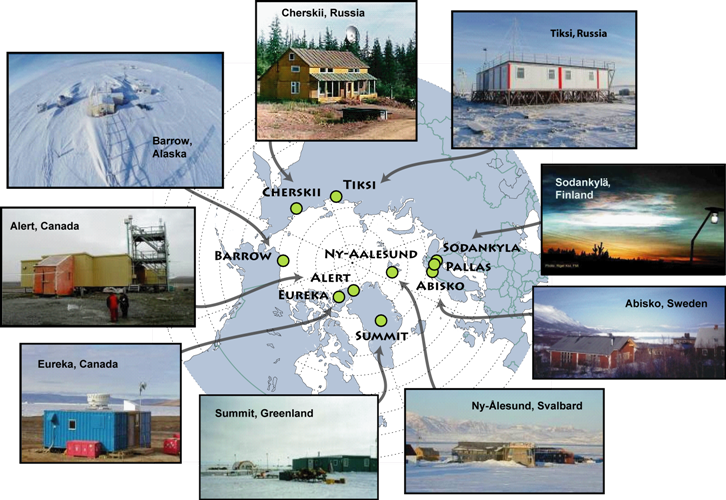 Cherskii, Russia
Tiksi, Russia
Barrow,
Alaska
Sodankylä,
Finland
CHERSKII
TIKSI
Alert, Canada
BARROW
NY-AALESUND
SODANKYLA
PALLAS
ALERT
ABISKO
EUREKA
Abisko, Sweden
SUMMIT
Eureka, Canada
Summit, Greenland
Ny-Ålesund, Svalbard